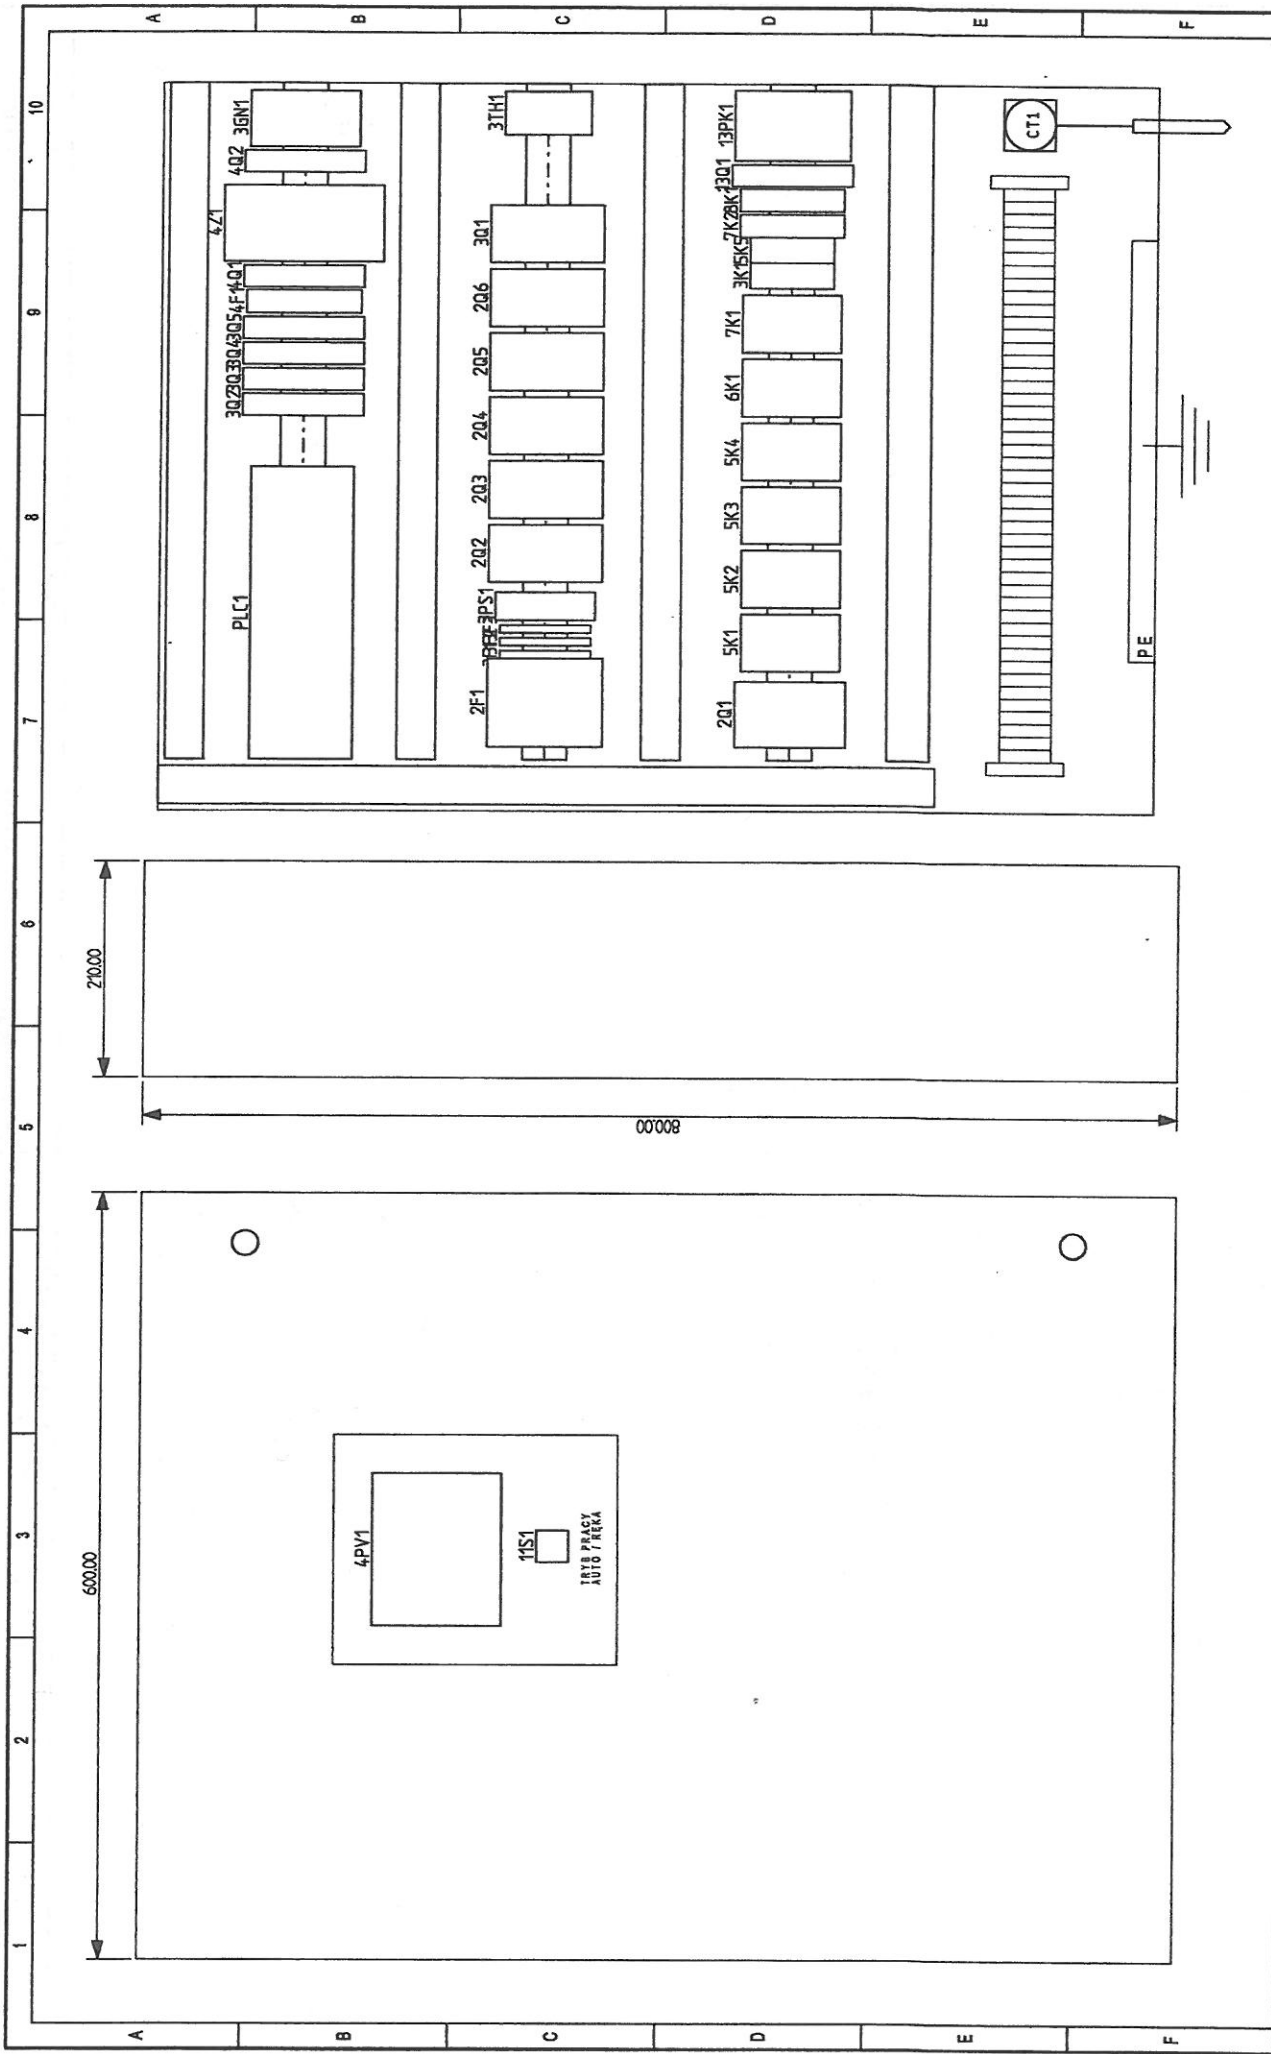 1 2 3 4 5 6 7 8 9 10
A
B
C
D
E
F
600.00
210.00
800.00
4PV1
11S1
TRYB PRACY
AUTO / RĘKA
PLC1
3Q2 3Q3 3Q4 3Q5 4F1 4Q1
4Z1
4Q2
3GN1
2F1
3PS1
2Q2
2Q3
2Q4
2Q5
2Q6
3Q1
3TH1
2Q1
5K1
5K2
5K3
5K4
6K1
7K1
3K1 5K5
7K2 8K1
13Q1
13PK1
CT1
PE
A
B
C
D
E
F